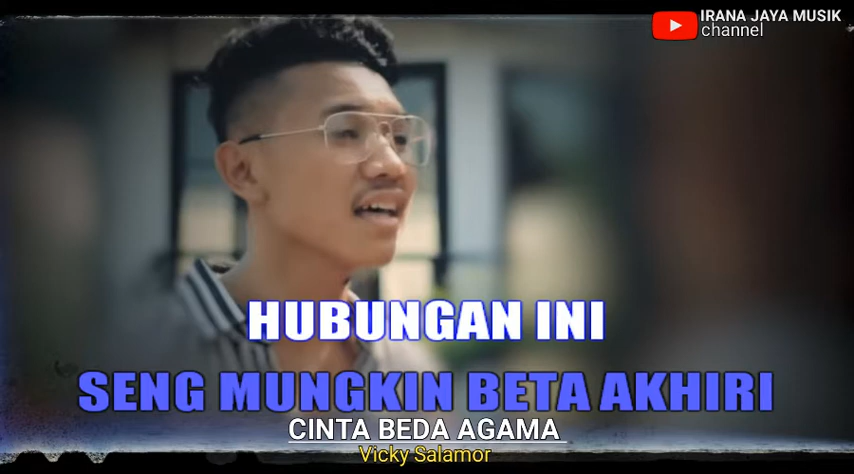 IRANA JAYA MUSIK
channel
HUBUNGAN INI
SENG MUNGKIN BETA AKHIRI
CINTA BEDA AGAMA
Vicky Salamor